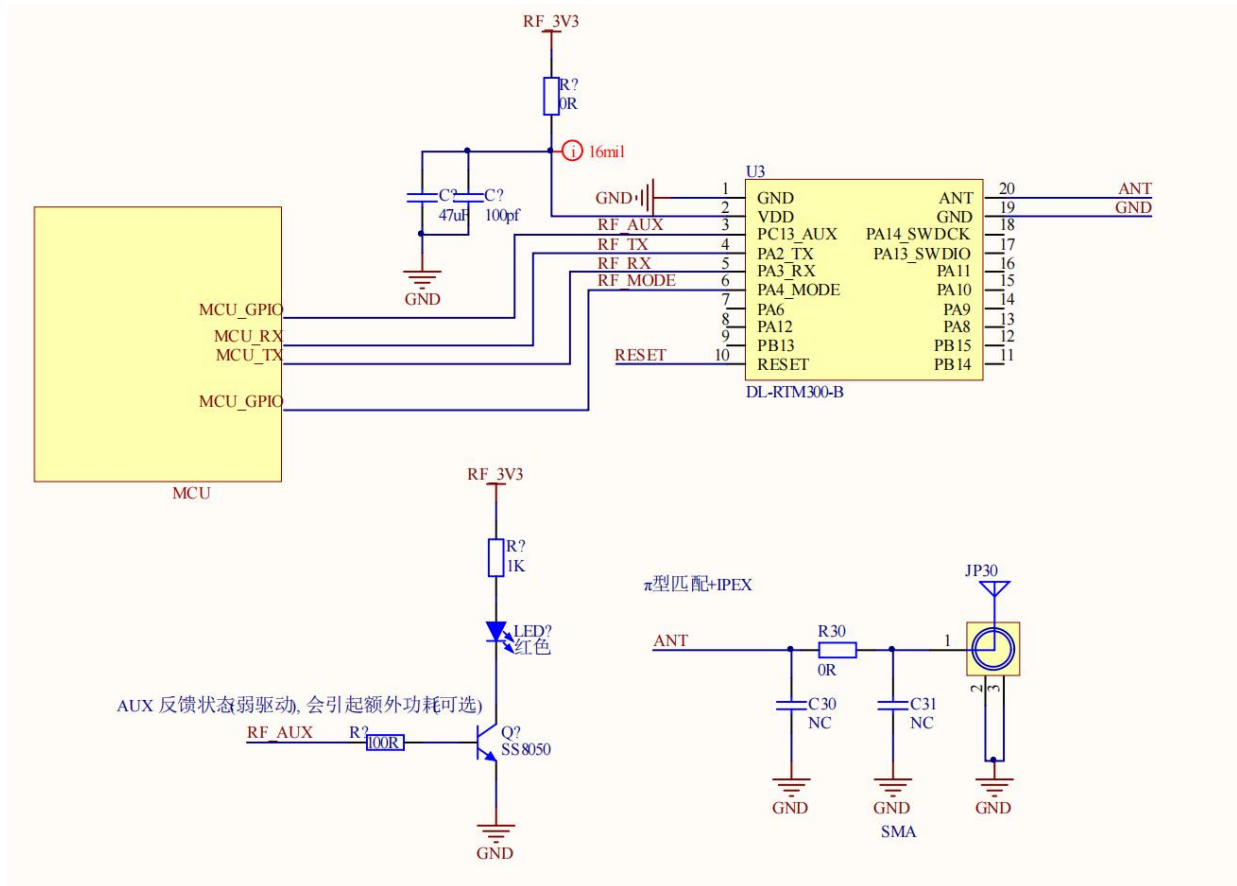 RF_3V3
R?
0R
16mil
C?
47uF
C?
100pf
GND
U3
GND
1
GND
2
VDD
RF_AUX
3
PC13_AUX
RF_TX
4
PA2_TX
RF_RX
5
PA3_RX
RF_MODE
6
PA4_MODE
7
PA6
8
PA12
9
PB13
RESET
10
RESET
ANT
20
ANT
GND
19
GND
PA14_SWDCK
18
PA13_SWDIO
17
PA11
16
PA10
15
PA9
14
PA8
13
PB15
12
PB14
11
DL-RTM300-B
MCU_GPIO
MCU_RX
MCU_TX
MCU_GPIO
MCU
RF_3V3
R?
1K
LED?
红色
AUX 反馈状态(弱驱动), 会引起额外功耗(可选)
RF_AUX
R?
100R
Q?
SS8050
GND
π型匹配+IPEX
JP30
ANT
R30
0R
1
2
3
C30
NC
C31
NC
GND
GND
GND
SMA